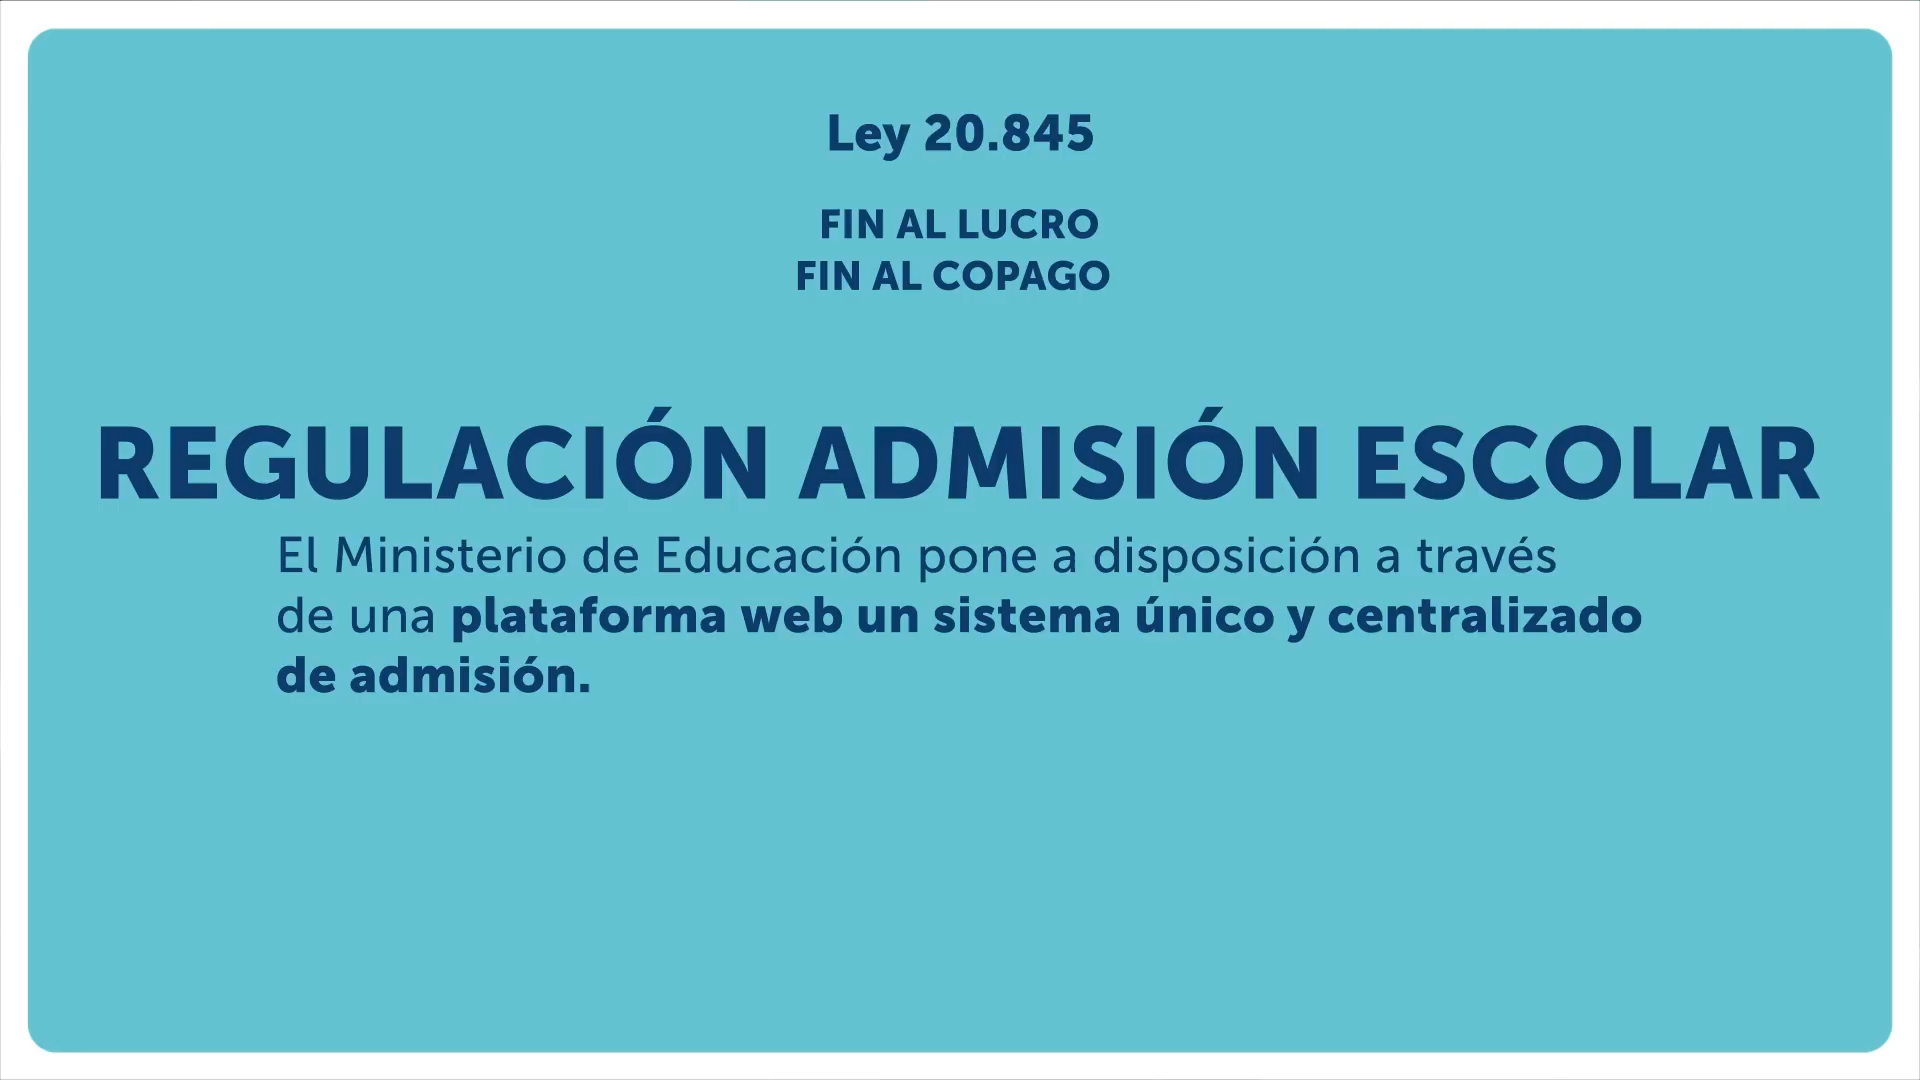 Ley 20.845
FIN AL LUCRO
FIN AL COPAGO
REGULACIÓN ADMISIÓN ESCOLAR
El Ministerio de Educación pone a disposición a través
de una plataforma web un sistema único y centralizado
de admisión.